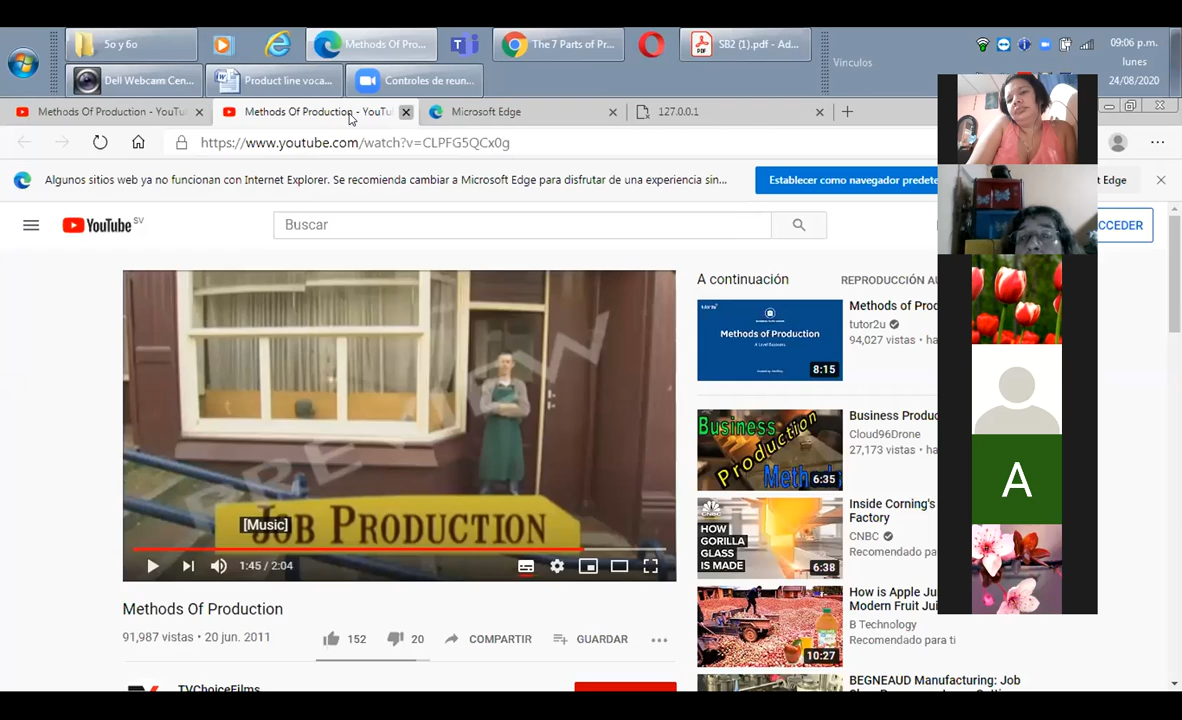 5o y 6o
Methods Of Pro...
The 7 Parts of Pr...
SB2 (1).pdf - Ad...
09:06 p.m.
lunes
24/08/2020
Vínculos
Dell Webcam Cen...
Product line voca...
Controles de reun...
Methods Of Production - YouTu
Methods Of Production - YouTu
Microsoft Edge
127.0.0.1
https://www.youtube.com/watch?v=CLPFG5QCx0g
Algunos sitios web ya no funcionan con Internet Explorer. Se recomienda cambiar a Microsoft Edge para disfrutar de una experiencia sin...
Establecer como navegador predete
Edge
YouTube SV
Buscar
CCEDER
A continuación
REPRODUCCIÓN AU
PREVIEW
[Music]
JOB PRODUCTION
1:45 / 2:04
Methods of Production
A Level Business
8:15
Methods of Proc
tutor2u
94,027 vistas • ha
Business Production Methods
6:35
Business Produc
Cloud96Drone
27,173 vistas • ha
CNBC
HOW
GORILLA
GLASS
IS MADE
6:38
Inside Corning's
Factory
CNBC
Recomendado pa
10:27
How is Apple Jui
Modern Fruit Jui
B Technology
Recomendado para ti
BEGNEAUD Manufacturing: Job
A
Methods Of Production
91,987 vistas • 20 jun. 2011
152
20
COMPARTIR
GUARDAR
TVChoiceFilms